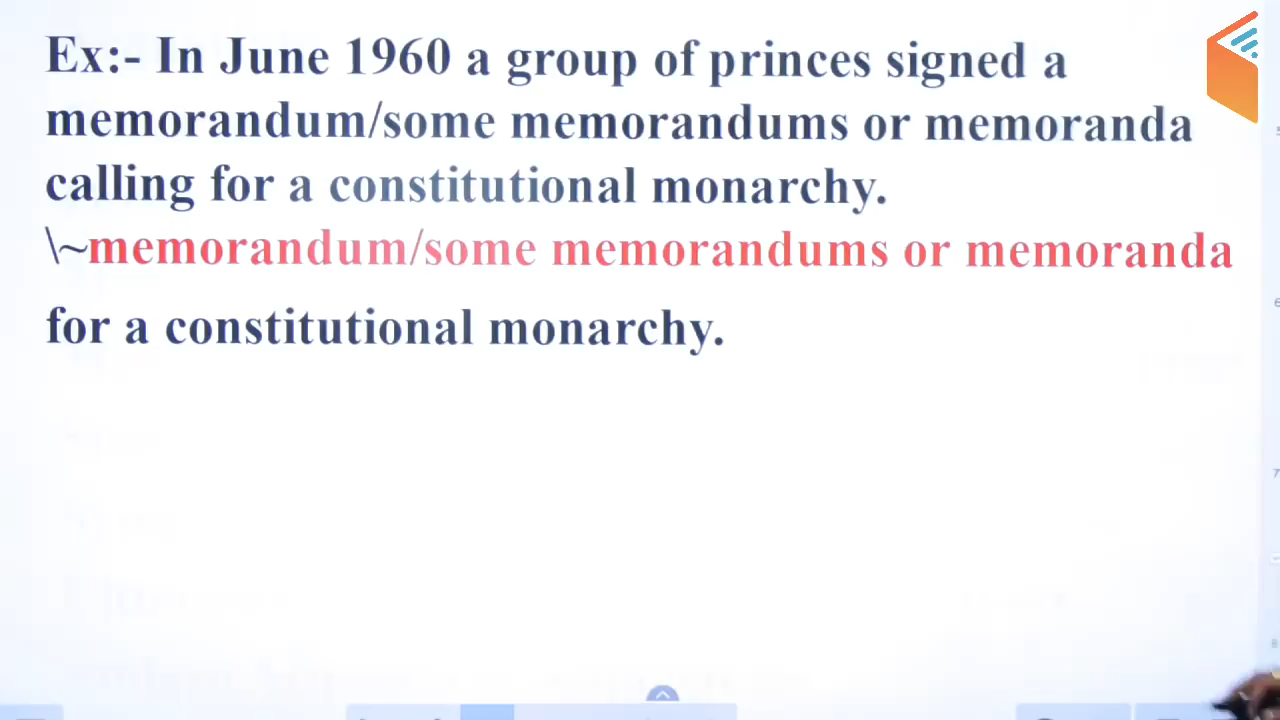 Ex:- In June 1960 a group of princes signed a
memorandum/some memorandums or memoranda
calling for a constitutional monarchy.
\~memorandum/some memorandums or memoranda
for a constitutional monarchy.